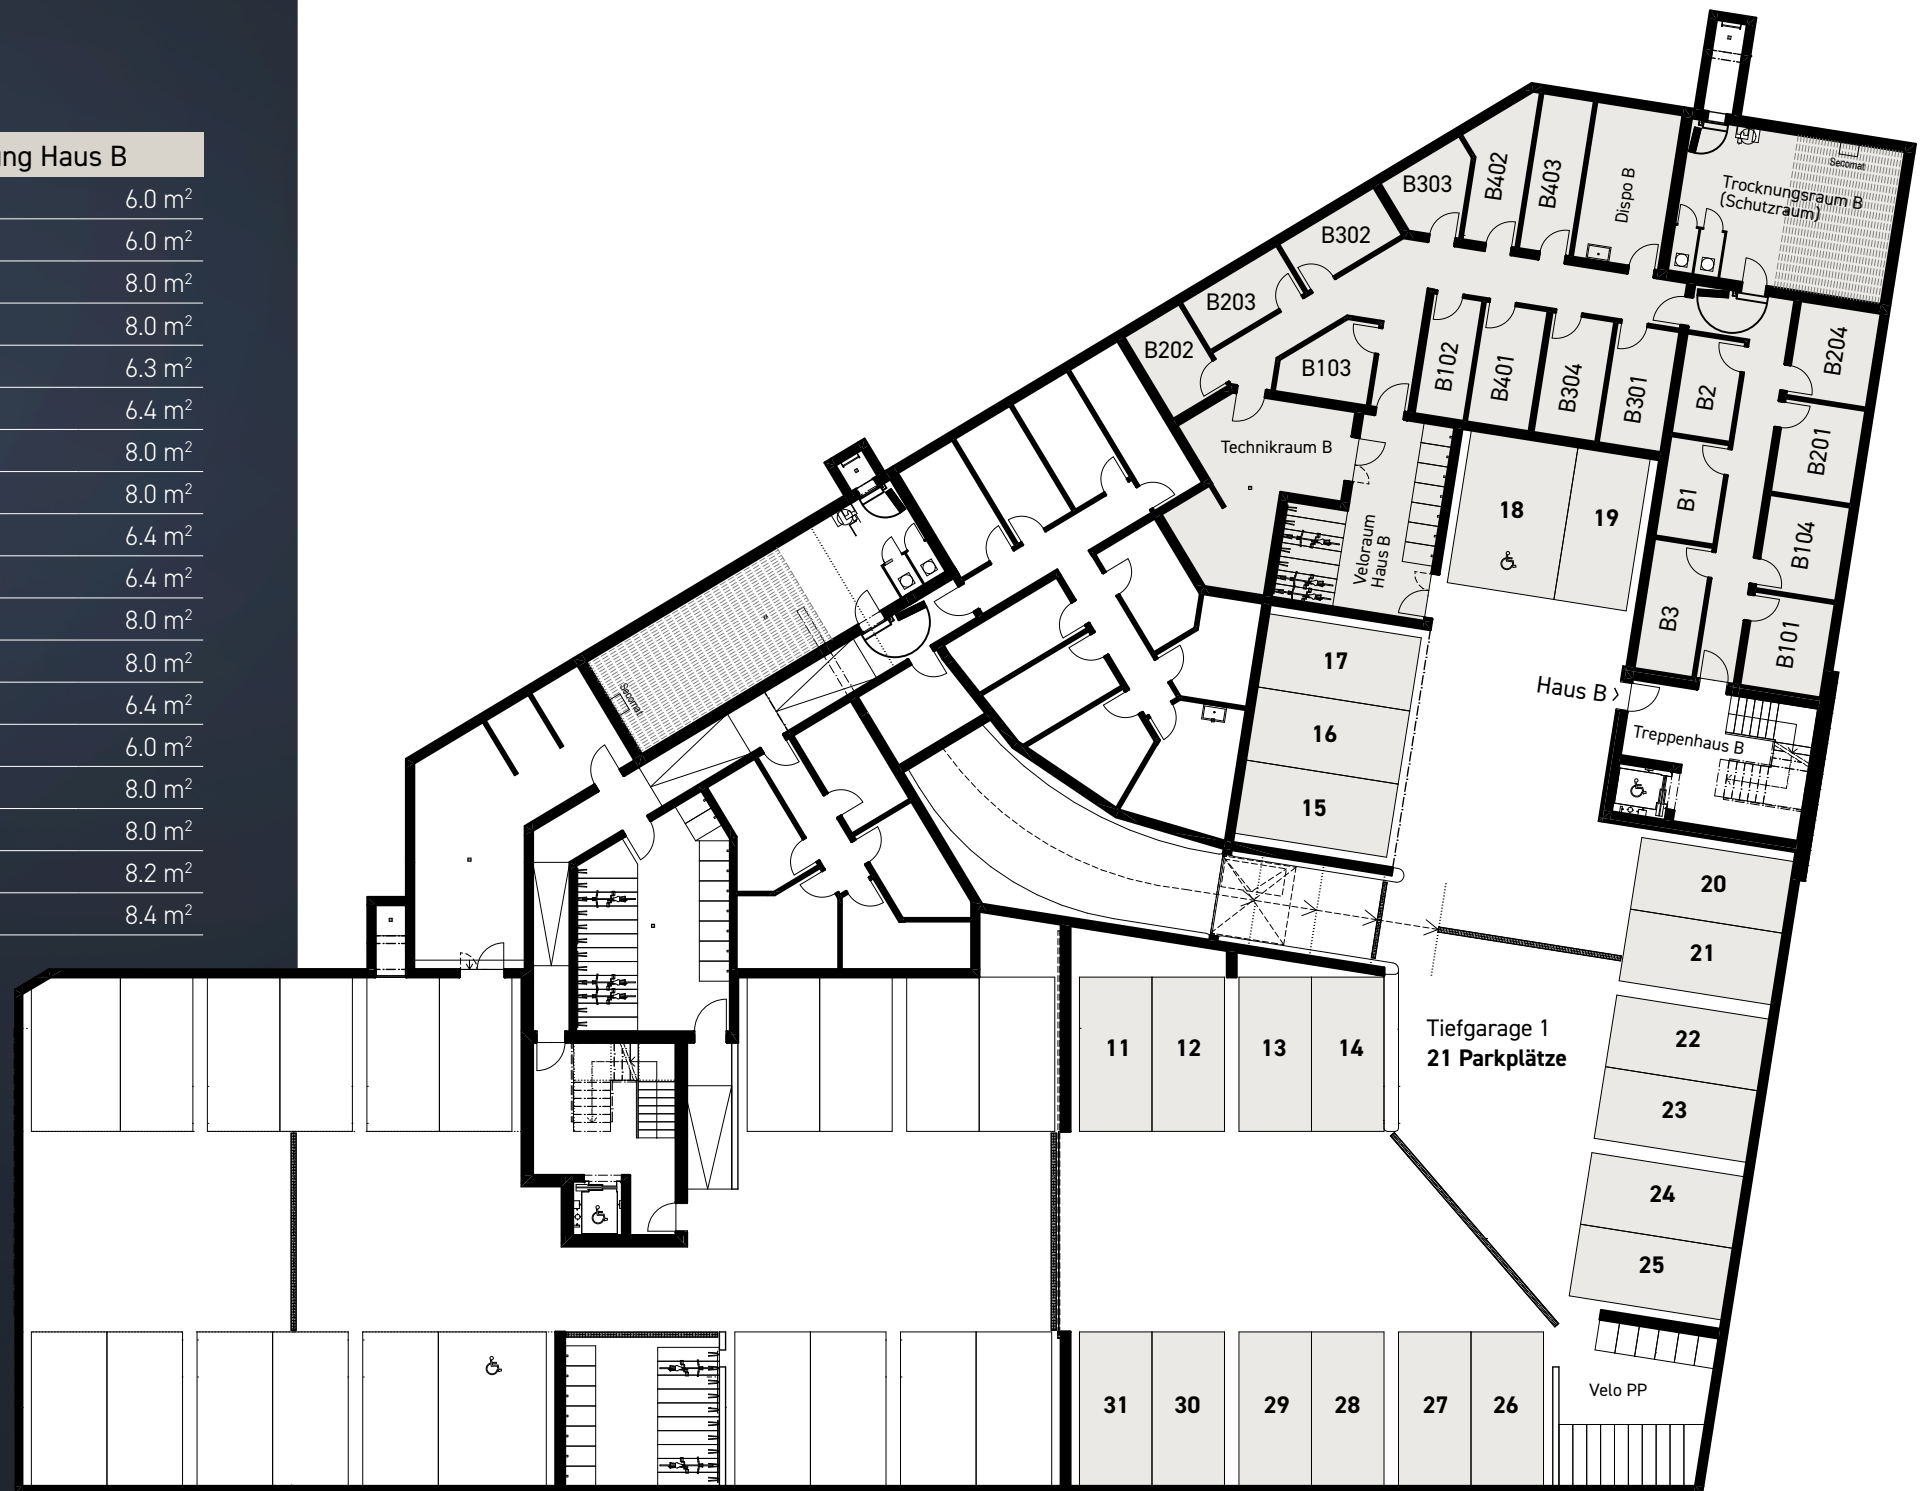 ung Haus B
6.0 m²
6.0 m²
8.0 m²
8.0 m²
6.3 m²
6.4 m²
8.0 m²
8.0 m²
6.4 m²
6.4 m²
8.0 m²
8.0 m²
6.4 m²
6.0 m²
8.0 m²
8.0 m²
8.2 m²
8.4 m²
B303
B402
B403
Dispo B
Secomat
Trocknungsraum B
(Schutzraum)
B302
B203
B202
B103
B102
B401
B304
B301
B2
B204
B201
B1
B104
B3
B101
Technikraum B
Veloraum
Haus B
18
19
17
16
15
Haus B ›
Treppenhaus B
Secomat
20
21
22
23
24
25
11
12
13
14
Tiefgarage 1
21 Parkplätze
31
30
29
28
27
26
Velo PP